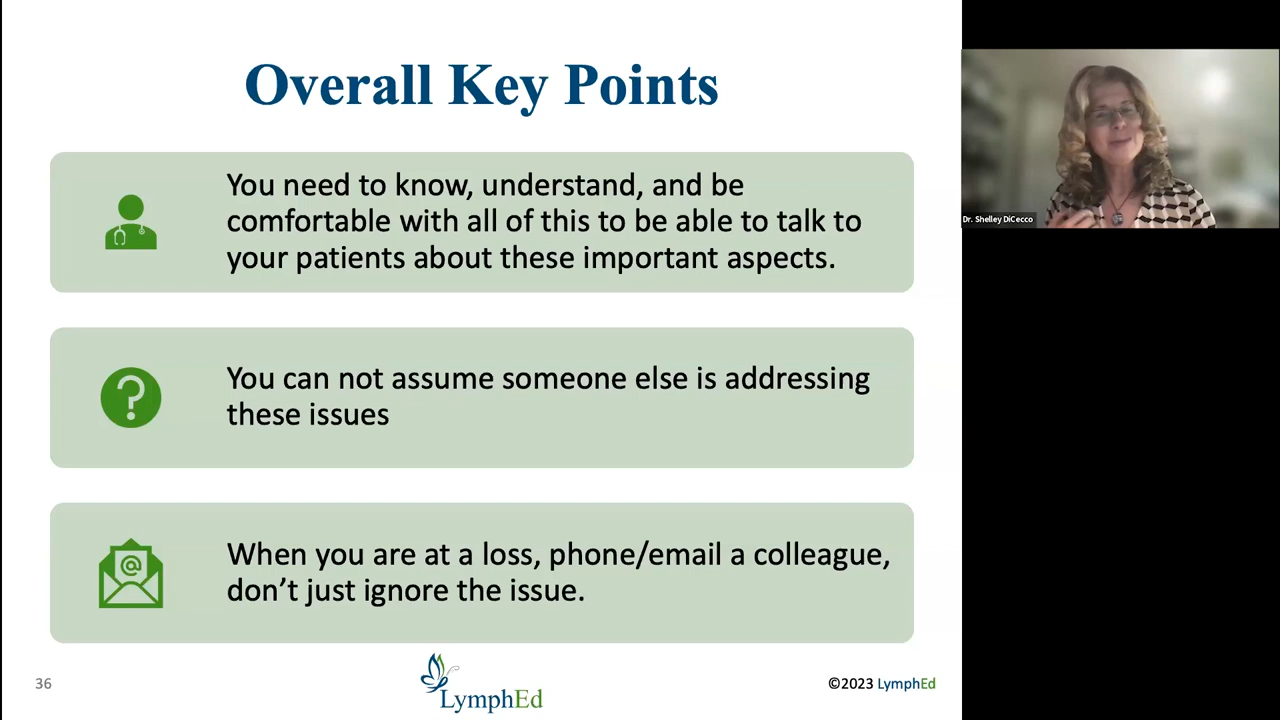 Overall Key Points
You need to know, understand, and be
comfortable with all of this to be able to talk to
your patients about these important aspects.
You can not assume someone else is addressing
these issues
When you are at a loss, phone/email a colleague,
don’t just ignore the issue.
36
LymphEd
©2023 LymphEd
Dr. Shelley DiCecco